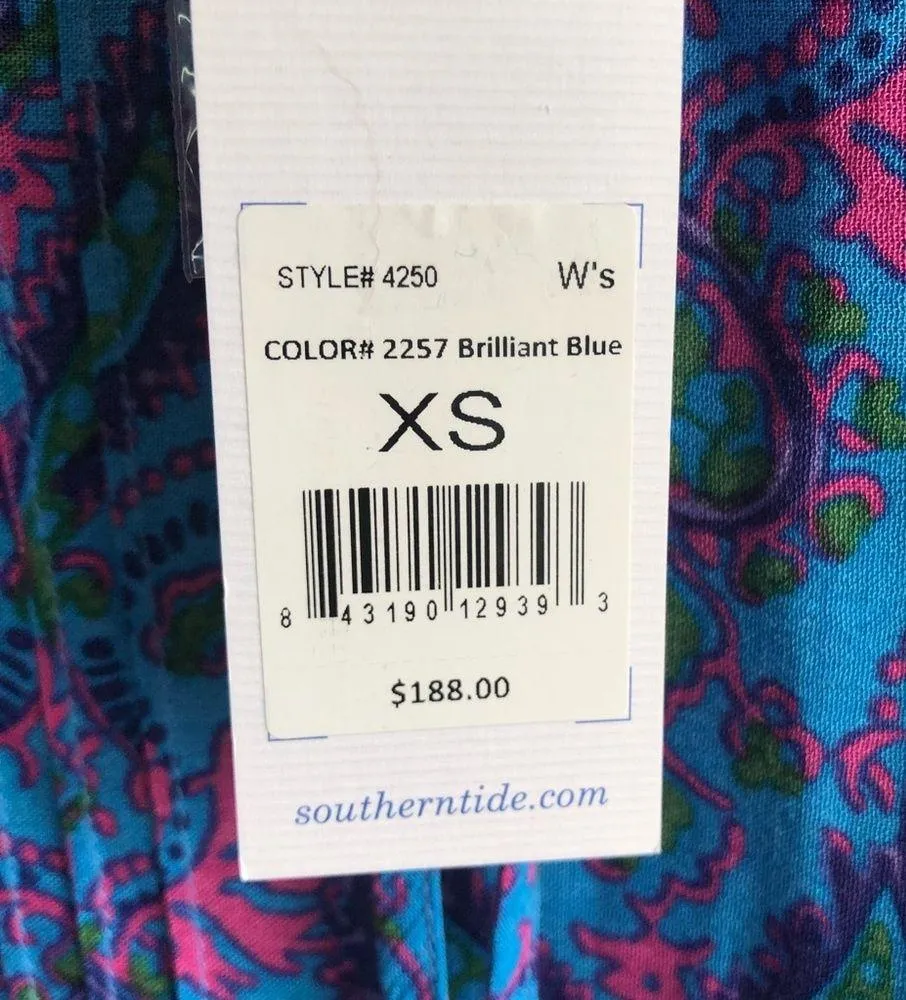 STYLE# 4250 W's
COLOR# 2257 Brilliant Blue
XS
8 43190 12939 3
$188.00
southerntide.com